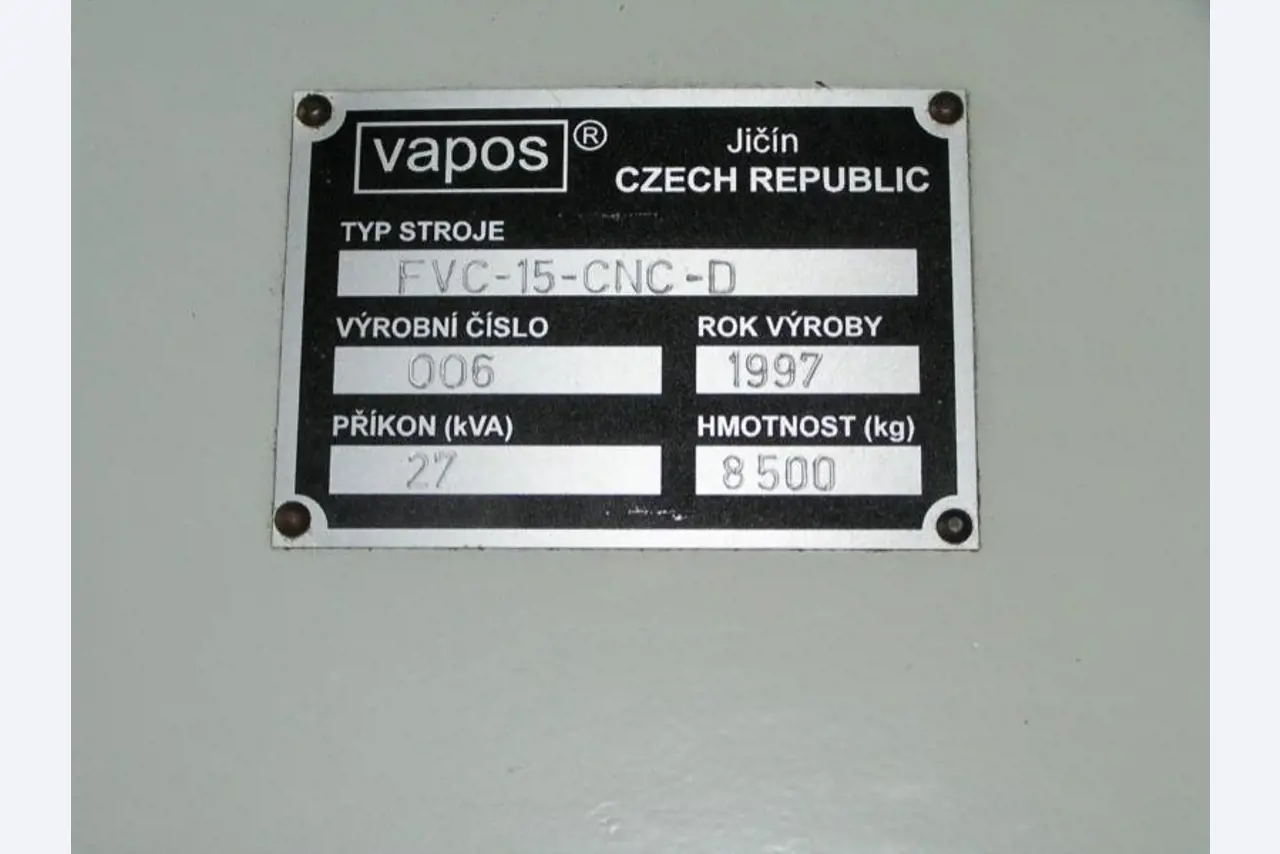 vapos® Jičín
CZECH REPUBLIC
TYP STROJE
FVC-15-CNC-D
VÝROBNÍ ČÍSLO ROK VÝROBY
006 1997
PŘÍKON (kVA) HMOTNOST (kg)
27 8500